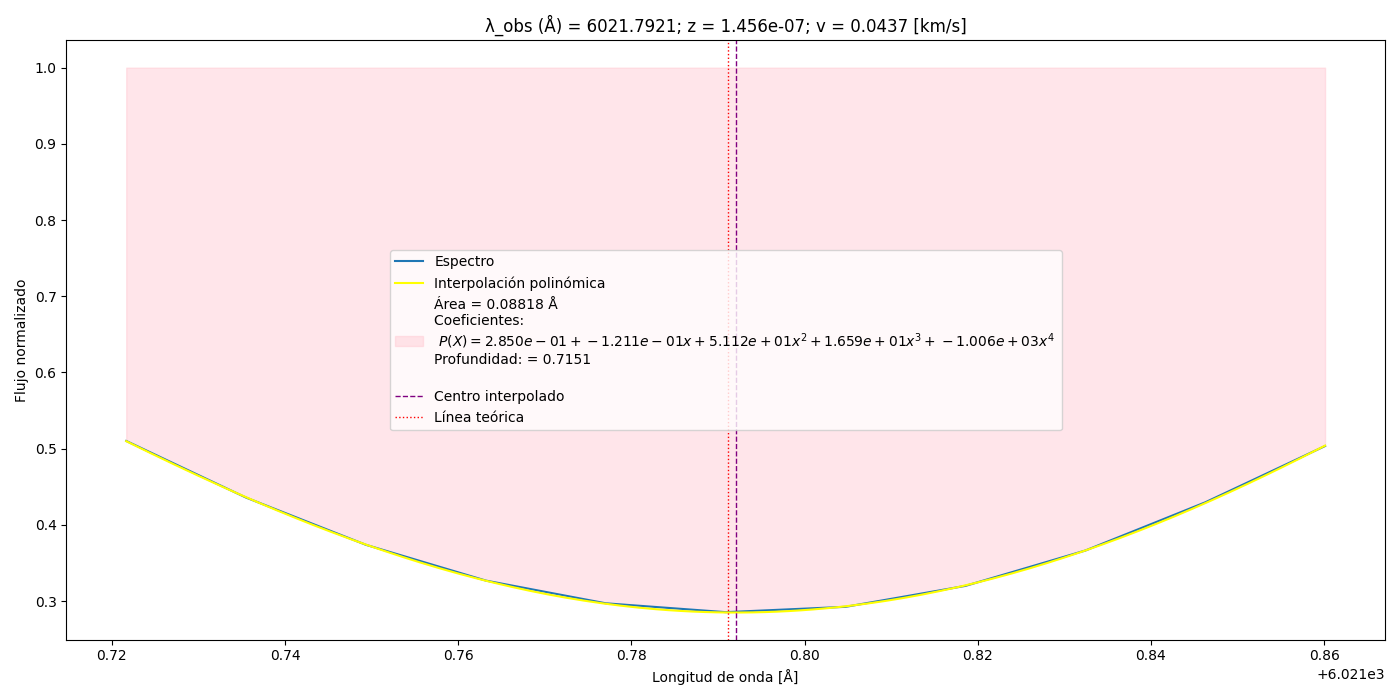 λ_obs (Å) = 6021.7921; z = 1.456e-07; v = 0.0437 [km/s]
Flujo normalizado
1.0
0.9
0.8
0.7
0.6
0.5
0.4
0.3
Espectro
Interpolación polinómica
Área = 0.08818 Å
Coeficientes:
P(X) = 2.850e − 01 + −1.211e − 01x + 5.112e + 01x² + 1.659e + 01x³ + −1.006e + 03x⁴
Profundidad: = 0.7151
Centro interpolado
Línea teórica
0.72 0.74 0.76 0.78 0.80 0.82 0.84 0.86
+6.021e3
Longitud de onda [Å]